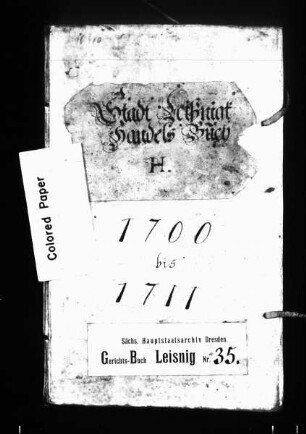 Stadt Leißnigk
Handels Buch
H.
Colored Paper
1700
bis
1711
Sächs. Hauptstaatsarchiv Dresden.
Gerichts-Buch Leisnig Nr. 35.